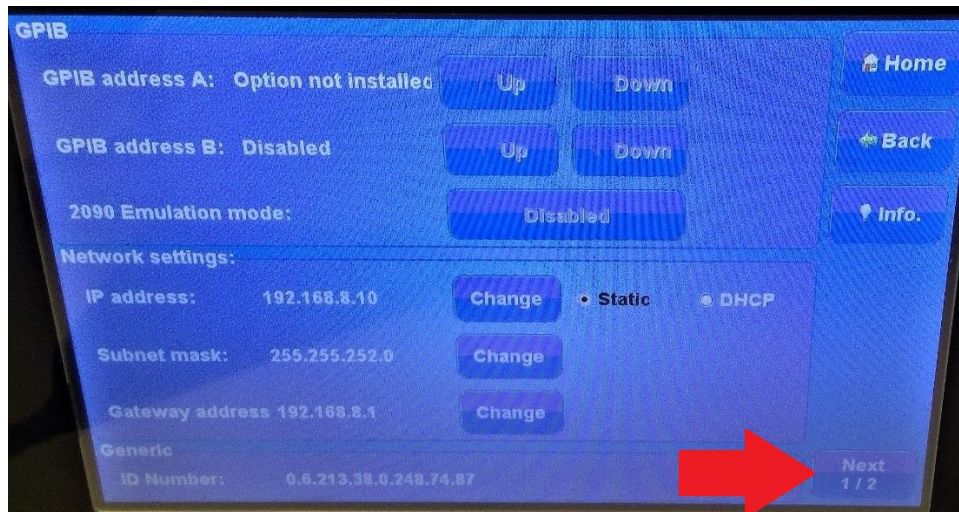 GPIB
GPIB address A: Option not installed Up Down
Home
GPIB address B: Disabled Up Down
Back
2090 Emulation mode: Disabled
Info.
Network settings:
IP address: 192.168.8.10 Change Static DHCP
Subnet mask: 255.255.252.0 Change
Gateway address 192.168.8.1 Change
Generic
ID Number: 0.6.213.38.0.248.74.87
Next
1 / 2